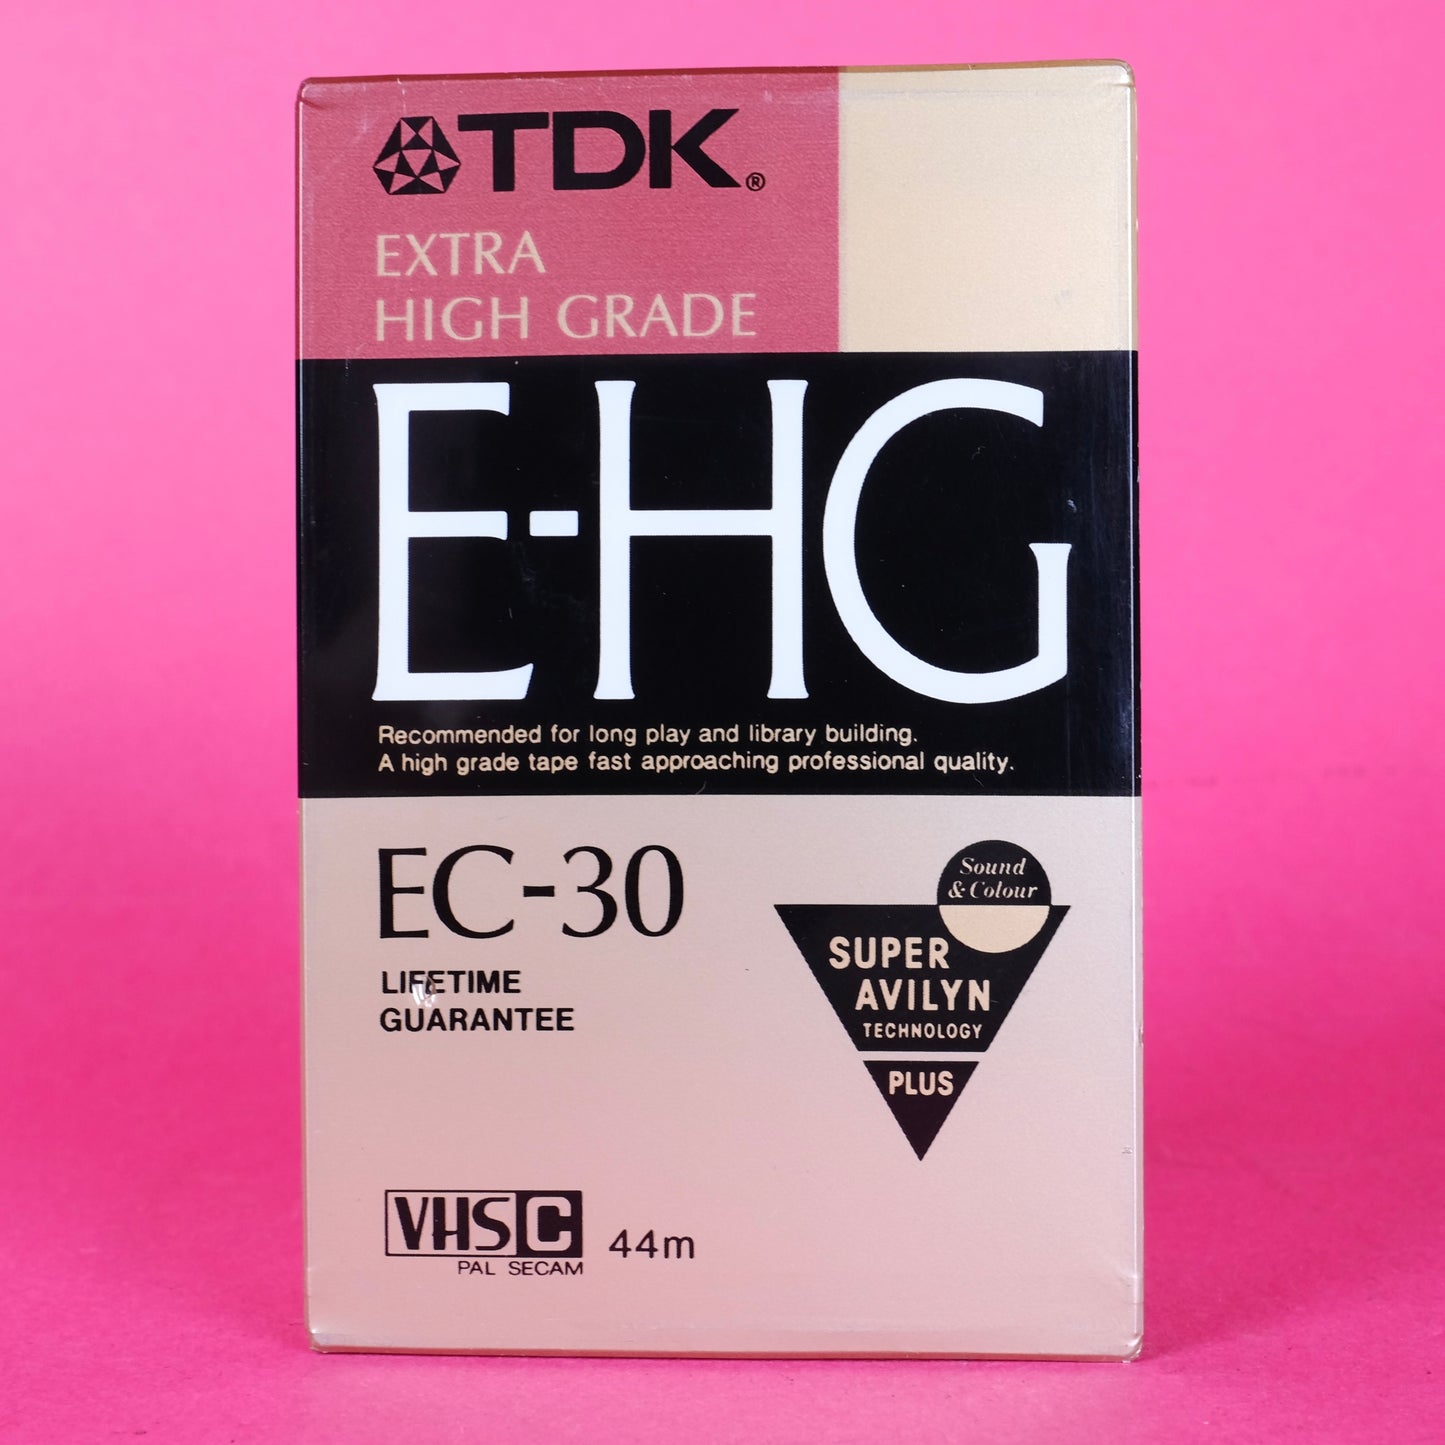 TDK®
EXTRA
HIGH GRADE
E-HG
Recommended for long play and library building.
A high grade tape fast approaching professional quality.
EC-30
LIFETIME
GUARANTEE
Sound
& Colour
SUPER
AVILYN
TECHNOLOGY
PLUS
VHS C
PAL SECAM
44m